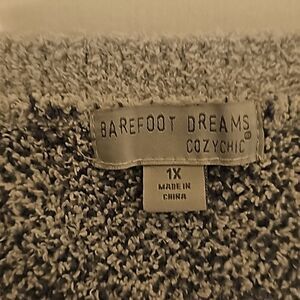 BAREFOOT DREAMS®
COZYCHIC
1X
MADE IN
CHINA